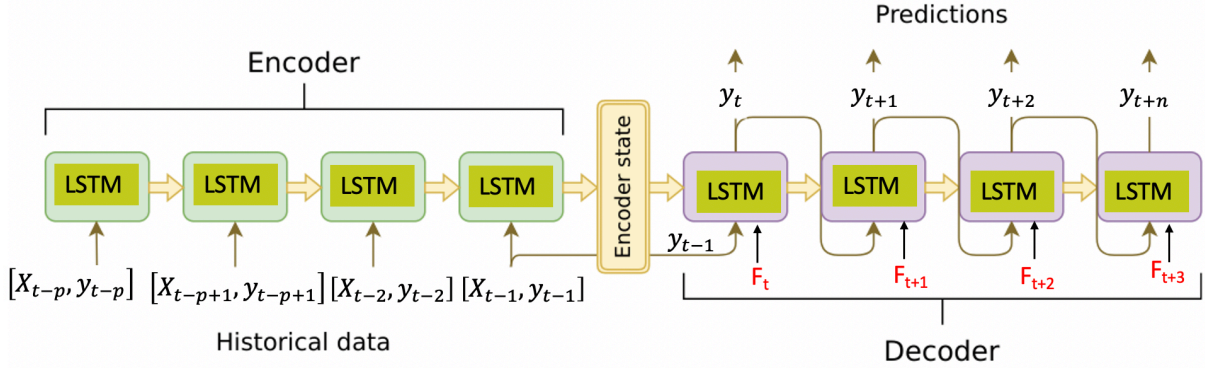 Predictions
Encoder
y_t y_{t+1} y_{t+2} y_{t+n}
LSTM LSTM LSTM LSTM Encoder state LSTM LSTM LSTM LSTM
y_{t-1}
[X_{t-p}, y_{t-p}] [X_{t-p+1}, y_{t-p+1}] [X_{t-2}, y_{t-2}] [X_{t-1}, y_{t-1}] F_t F_{t+1} F_{t+2} F_{t+3}
Historical data
Decoder